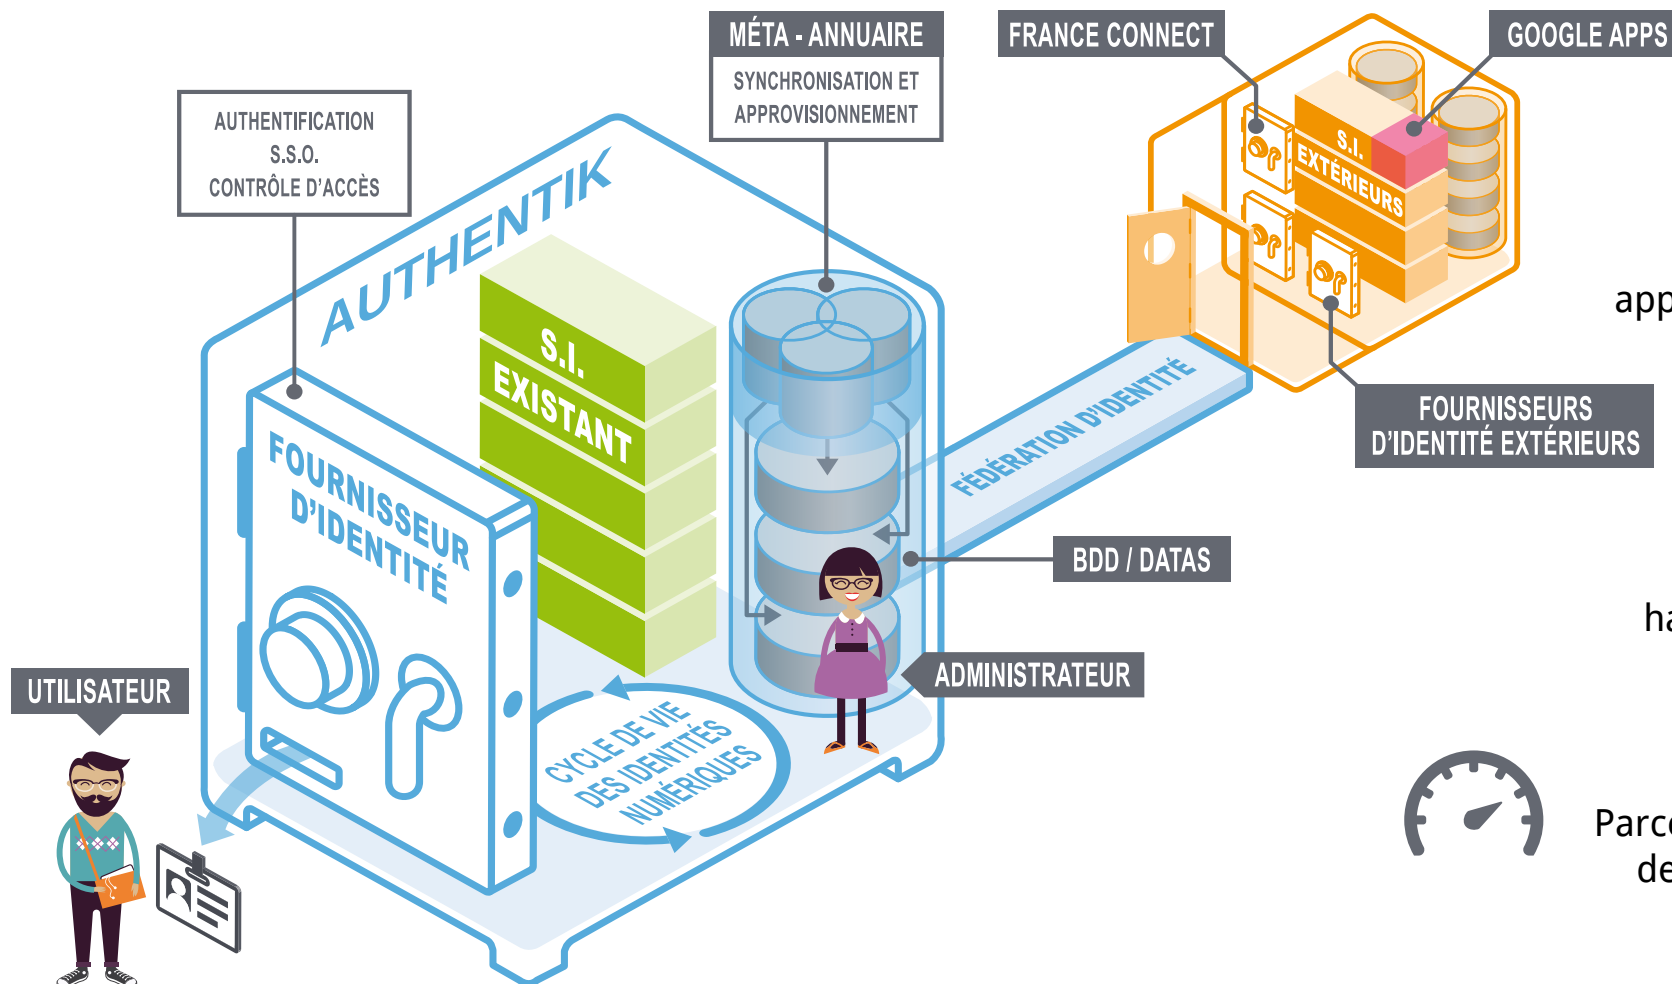 MÉTA - ANNUAIRE
SYNCHRONISATION ET
APPROVISIONNEMENT
FRANCE CONNECT
GOOGLE APPS
AUTHENTIFICATION
S.S.O.
CONTRÔLE D'ACCÈS
AUTHENTIK
S.I.
EXTÉRIEURS
S.I.
EXISTANT
app
FÉDÉRATION D'IDENTITÉ
FOURNISSEURS
D'IDENTITÉ EXTÉRIEURS
FOURNISSEUR
D'IDENTITÉ
BDD / DATAS
ha
ADMINISTRATEUR
UTILISATEUR
CYCLE DE VIE
DES IDENTITÉS
NUMÉRIQUES
Parco
de